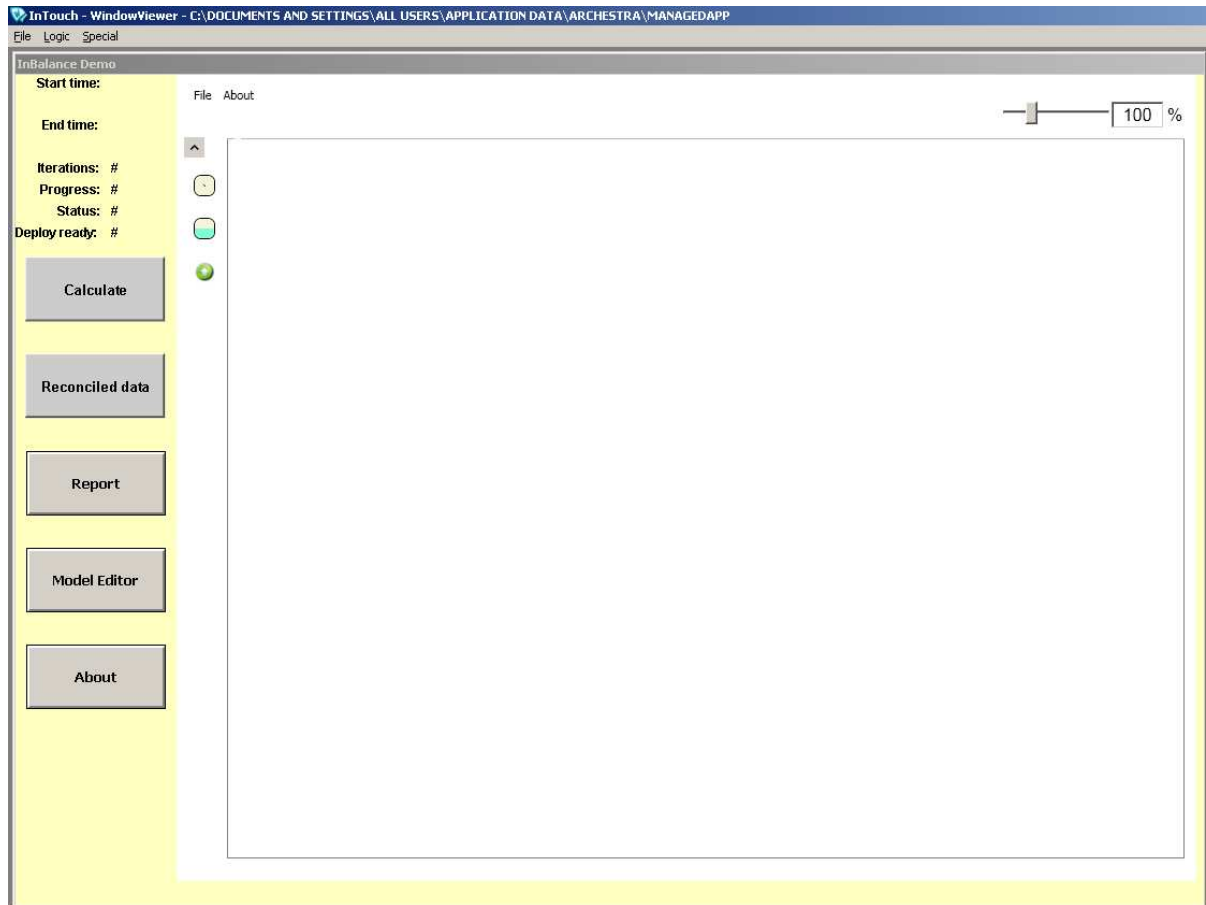 InTouch - WindowViewer - C:\DOCUMENTS AND SETTINGS\ALL USERS\APPLICATION DATA\ARCHESTRA\MANAGEDAPP
File Logic Special
InBalance Demo
Start time:
End time:
Iterations: #
Progress: #
Status: #
Deploy ready: #
Calculate
Reconciled data
Report
Model Editor
About
File About
100 %